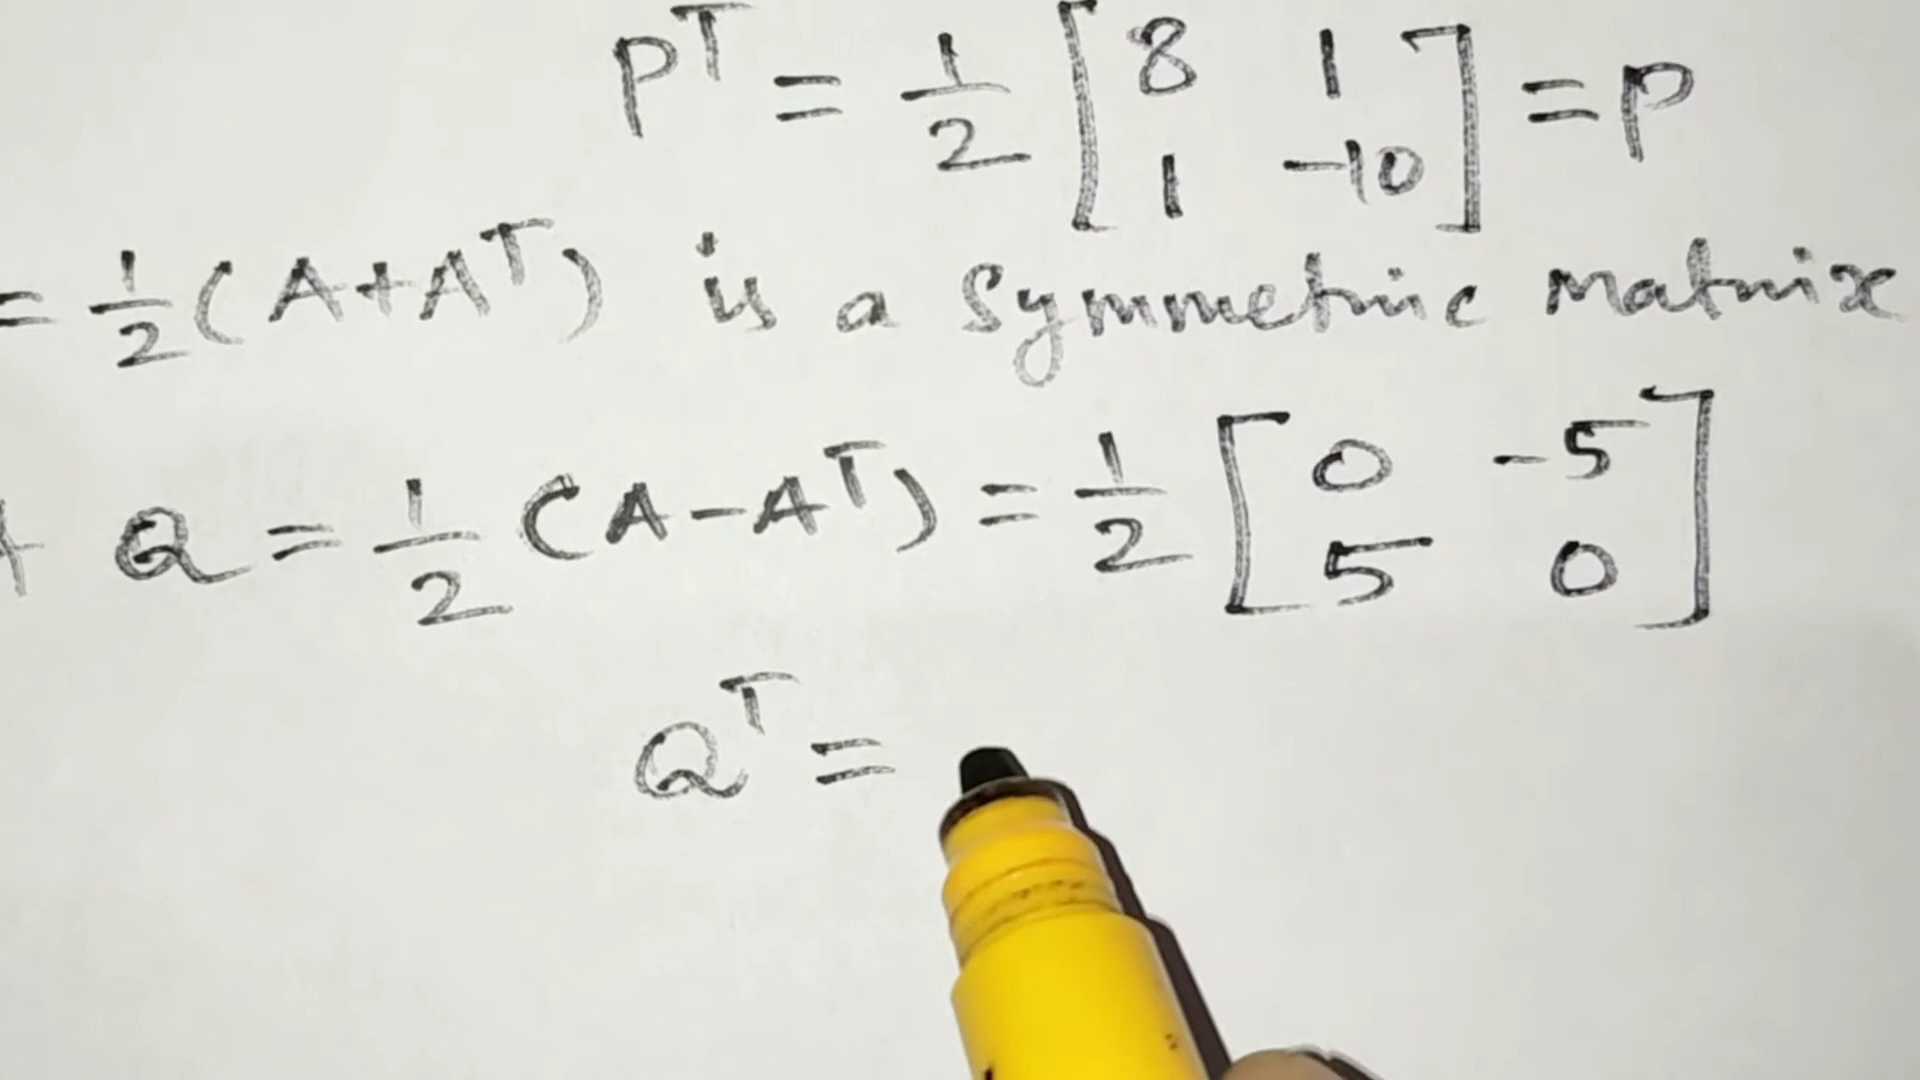 P^T = 1/2 [8 1; 1 -10] = P
= 1/2 (A+A^T) is a symmetric matrix
Q = 1/2 (A-A^T) = 1/2 [0 -5; 5 0]
Q^T =